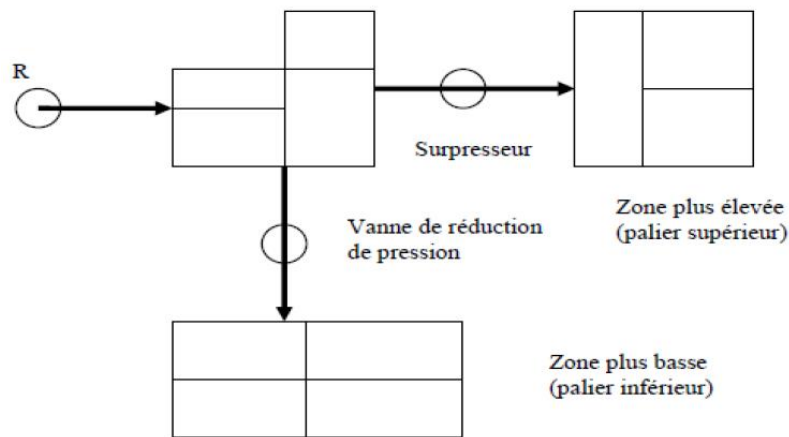 R
Surpresseur
Zone plus élevée
(palier supérieur)
Vanne de réduction
de pression
Zone plus basse
(palier inférieur)